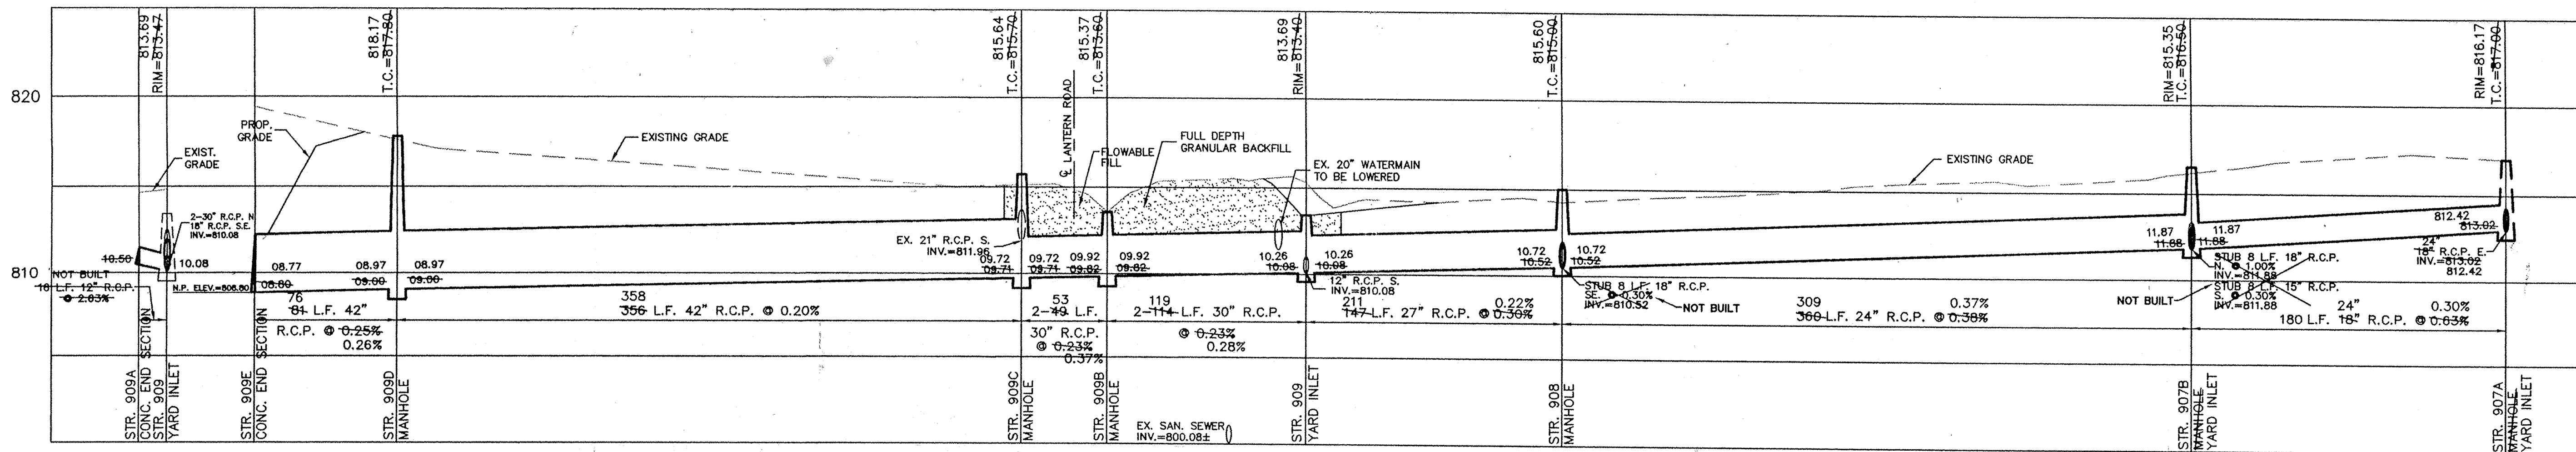 820
810
813.69
RIM=813.47
818.17
T.C.=817.80
815.64
T.C.=815.70
815.37
T.C.=813.60
813.69
RIM=813.40
815.60
T.C.=815.00
RIM=815.35
T.C.=816.50
RIM=816.17
T.C.=817.00
EXIST.
GRADE
PROP.
GRADE
EXISTING GRADE
℄ LANTERN ROAD
FLOWABLE
FILL
FULL DEPTH
GRANULAR BACKFILL
EX. 20" WATERMAIN
TO BE LOWERED
EXISTING GRADE
2-30" R.C.P. N
18" R.C.P. S.E.
INV.=810.08
10.50
10.08
NOT BUILT
18 L.F. 12" R.C.P.
@ 2.63%
08.77
08.80
08.97
09.00
08.97
09.00
76
81 L.F. 42"
R.C.P. @ 0.25%
0.26%
358
356 L.F. 42" R.C.P. @ 0.20%
EX. 21" R.C.P. S.
INV.=811.96
09.72
09.71
09.72
09.71
09.92
09.82
09.92
09.82
53
2-49 L.F.
30" R.C.P.
@ 0.23%
0.37%
119
2-114 L.F. 30" R.C.P.
@ 0.23%
0.28%
10.26
10.08
10.26
10.08
12" R.C.P. S.
INV.=810.08
211
147 L.F. 27" R.C.P. @ 0.30%
0.22%
10.72
10.52
10.72
10.52
STUB 8 L.F. 18" R.C.P.
SE. @ 0.30%
INV.=810.52
NOT BUILT
309
360 L.F. 24" R.C.P. @ 0.38%
0.37%
11.87
11.88
11.87
11.88
STUB 8 L.F. 18" R.C.P.
N. @ 1.00%
INV.=811.88
STUB 8 L.F. 15" R.C.P.
S. @ 0.30%
INV.=811.88
NOT BUILT
24"
0.30%
180 L.F. 18" R.C.P. @ 0.63%
812.42
813.02
24"
18" R.C.P. E.
INV.=813.02
812.42
STR. 909A
CONC. END SECTION
STR. 909
YARD INLET
STR. 909E
CONC. END SECTION
STR. 909D
MANHOLE
STR. 909C
MANHOLE
STR. 909B
MANHOLE
EX. SAN. SEWER
INV.=800.08±
STR. 909
YARD INLET
STR. 908
MANHOLE
STR. 907B
MANHOLE
YARD INLET
STR. 907A
MANHOLE
YARD INLET